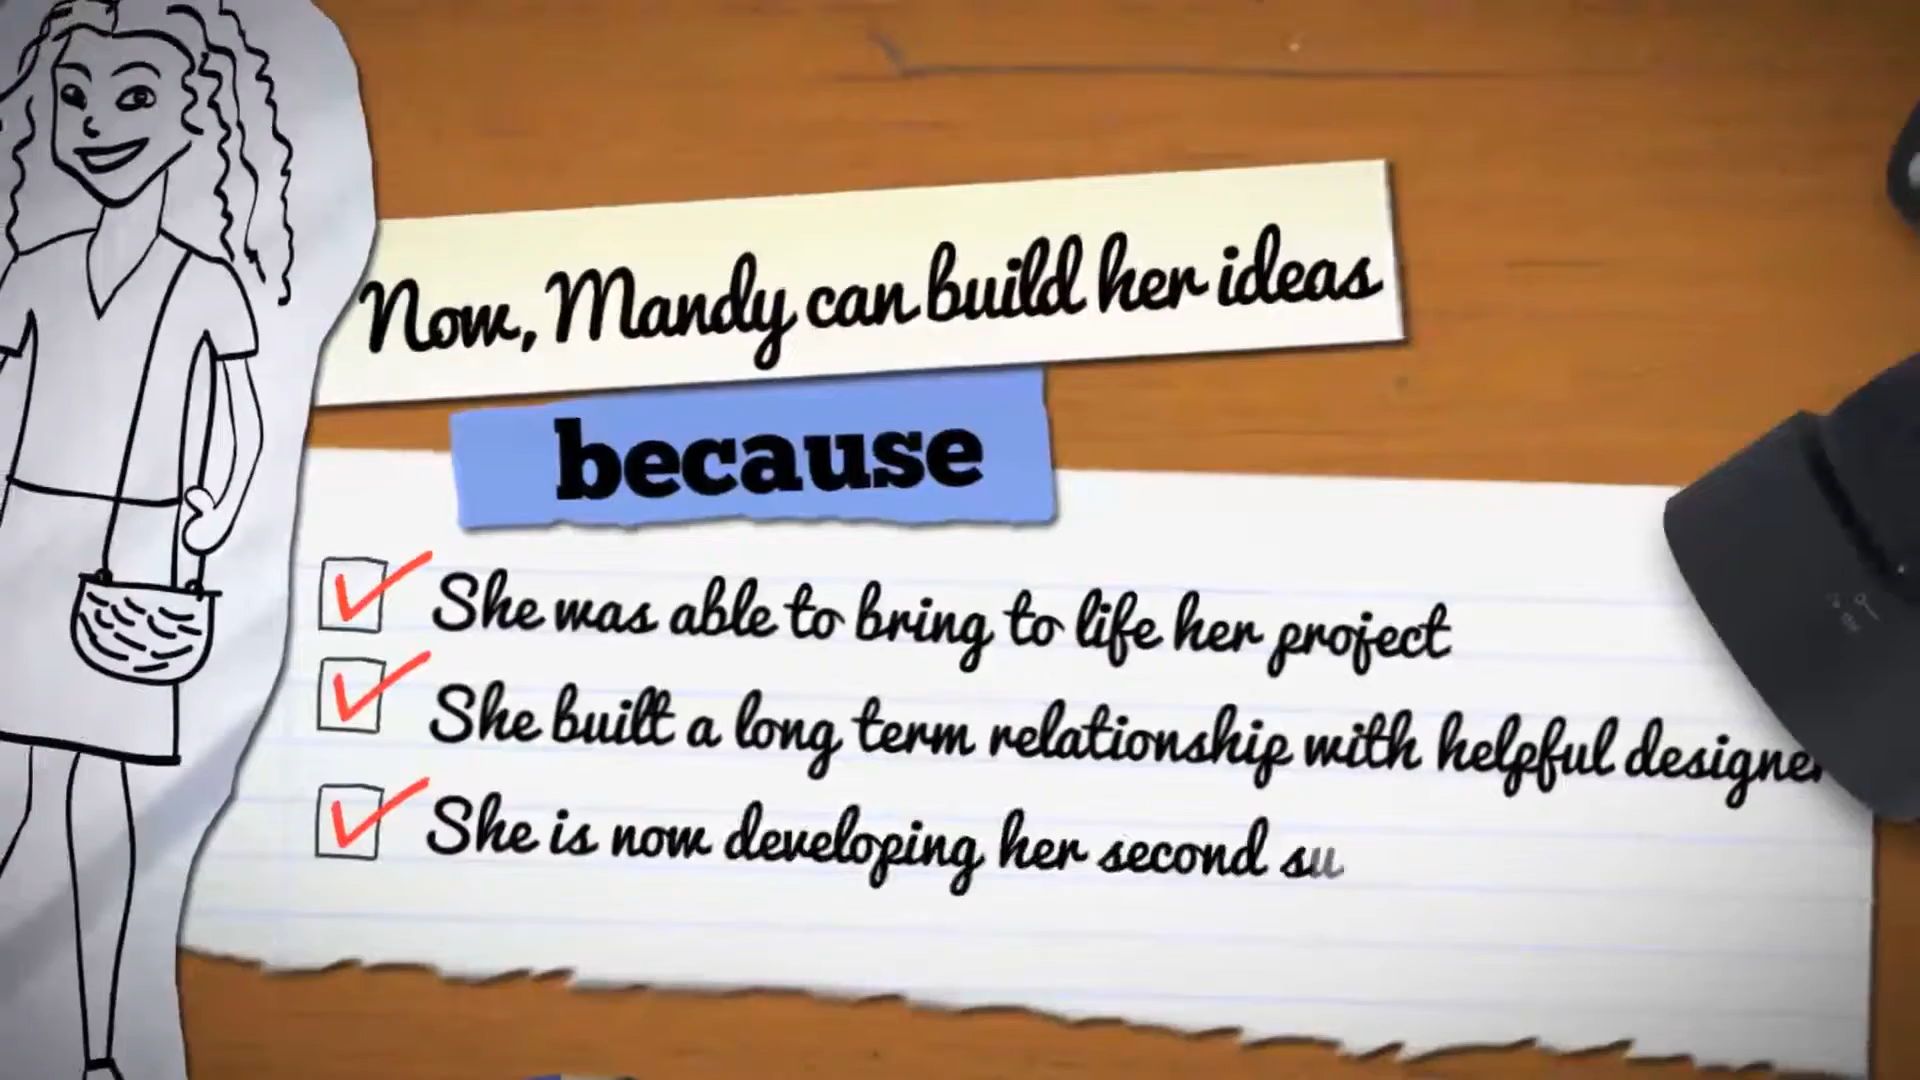 Now, Mandy can build her ideas
because
She was able to bring to life her project
She built a long term relationship with helpful designer
She is now developing her second su